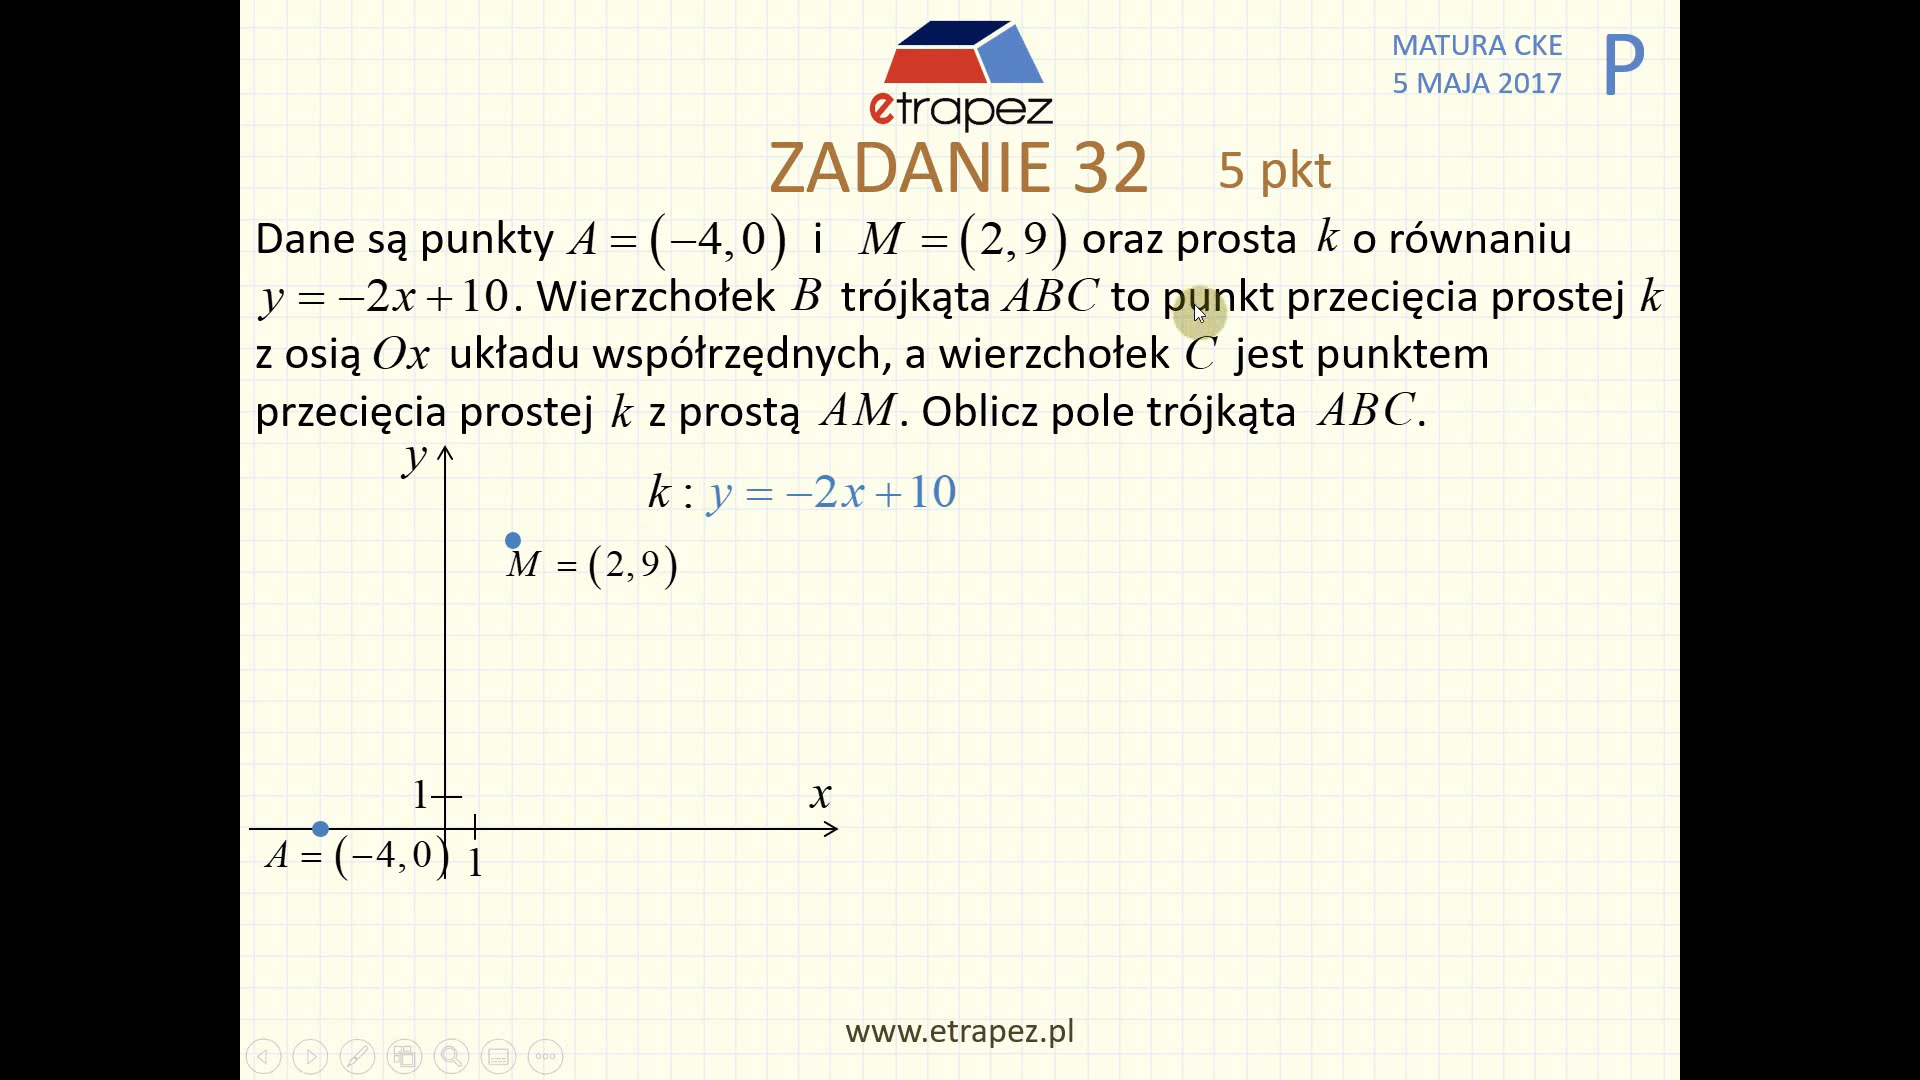 MATURA CKE
5 MAJA 2017
P
etrapez
ZADANIE 32 5 pkt
Dane są punkty A = (−4, 0) i M = (2, 9) oraz prosta k o równaniu
y = −2x + 10. Wierzchołek B trójkąta ABC to punkt przecięcia prostej k
z osią Ox układu współrzędnych, a wierzchołek C jest punktem
przecięcia prostej k z prostą AM. Oblicz pole trójkąta ABC.
y
k : y = −2x + 10
M = (2, 9)
1
x
A = (−4, 0)
1
www.etrapez.pl